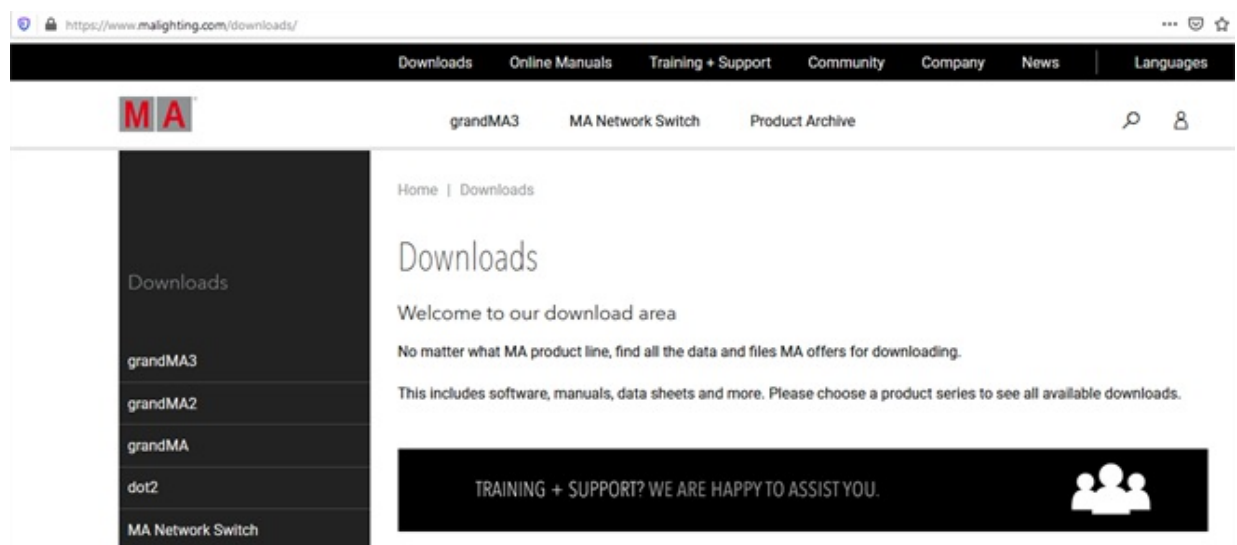 https://www.malighting.com/downloads/
Downloads Online Manuals Training + Support Community Company News Languages
MA
grandMA3 MA Network Switch Product Archive
Home | Downloads
Downloads
Welcome to our download area
No matter what MA product line, find all the data and files MA offers for downloading.
This includes software, manuals, data sheets and more. Please choose a product series to see all available downloads.
TRAINING + SUPPORT? WE ARE HAPPY TO ASSIST YOU.
Downloads
grandMA3
grandMA2
grandMA
dot2
MA Network Switch